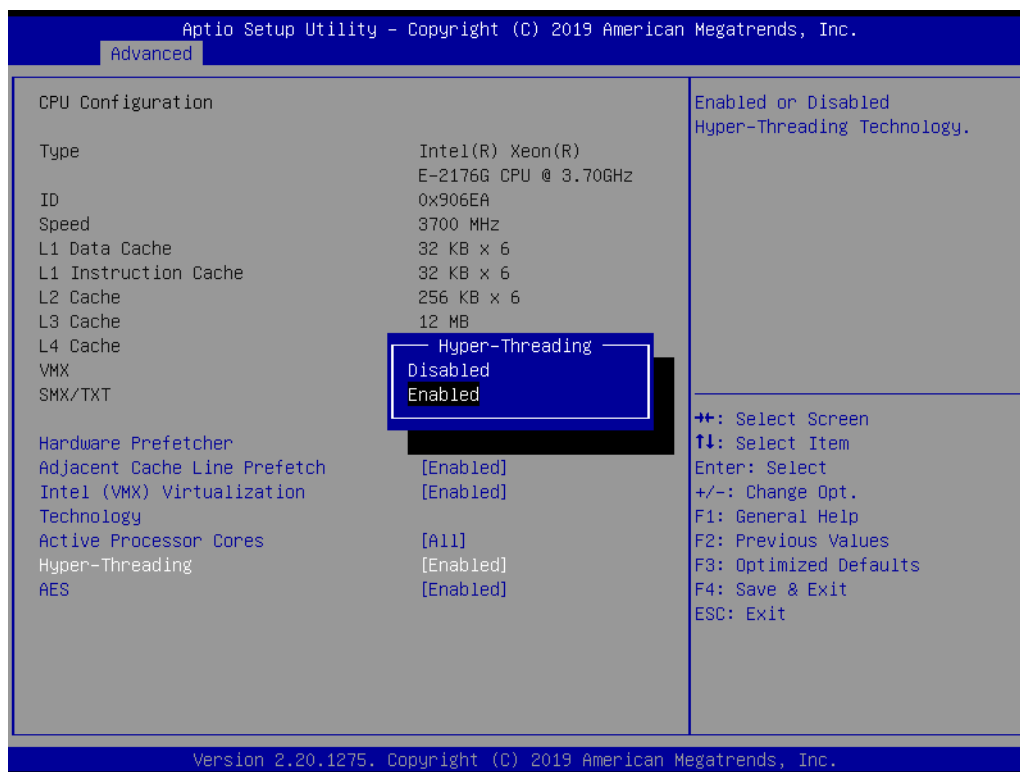 Aptio Setup Utility – Copyright (C) 2019 American Megatrends, Inc.
Advanced
CPU Configuration
Type Intel(R) Xeon(R)
E-2176G CPU @ 3.70GHz
ID 0x906EA
Speed 3700 MHz
L1 Data Cache 32 KB x 6
L1 Instruction Cache 32 KB x 6
L2 Cache 256 KB x 6
L3 Cache 12 MB
L4 Cache
VMX
SMX/TXT
Hyper-Threading
Disabled
Enabled
Hardware Prefetcher
Adjacent Cache Line Prefetch [Enabled]
Intel (VMX) Virtualization [Enabled]
Technology
Active Processor Cores [All]
Hyper-Threading [Enabled]
AES [Enabled]
Enabled or Disabled
Hyper-Threading Technology.
→←: Select Screen
↑↓: Select Item
Enter: Select
+/-: Change Opt.
F1: General Help
F2: Previous Values
F3: Optimized Defaults
F4: Save & Exit
ESC: Exit
Version 2.20.1275. Copyright (C) 2019 American Megatrends, Inc.